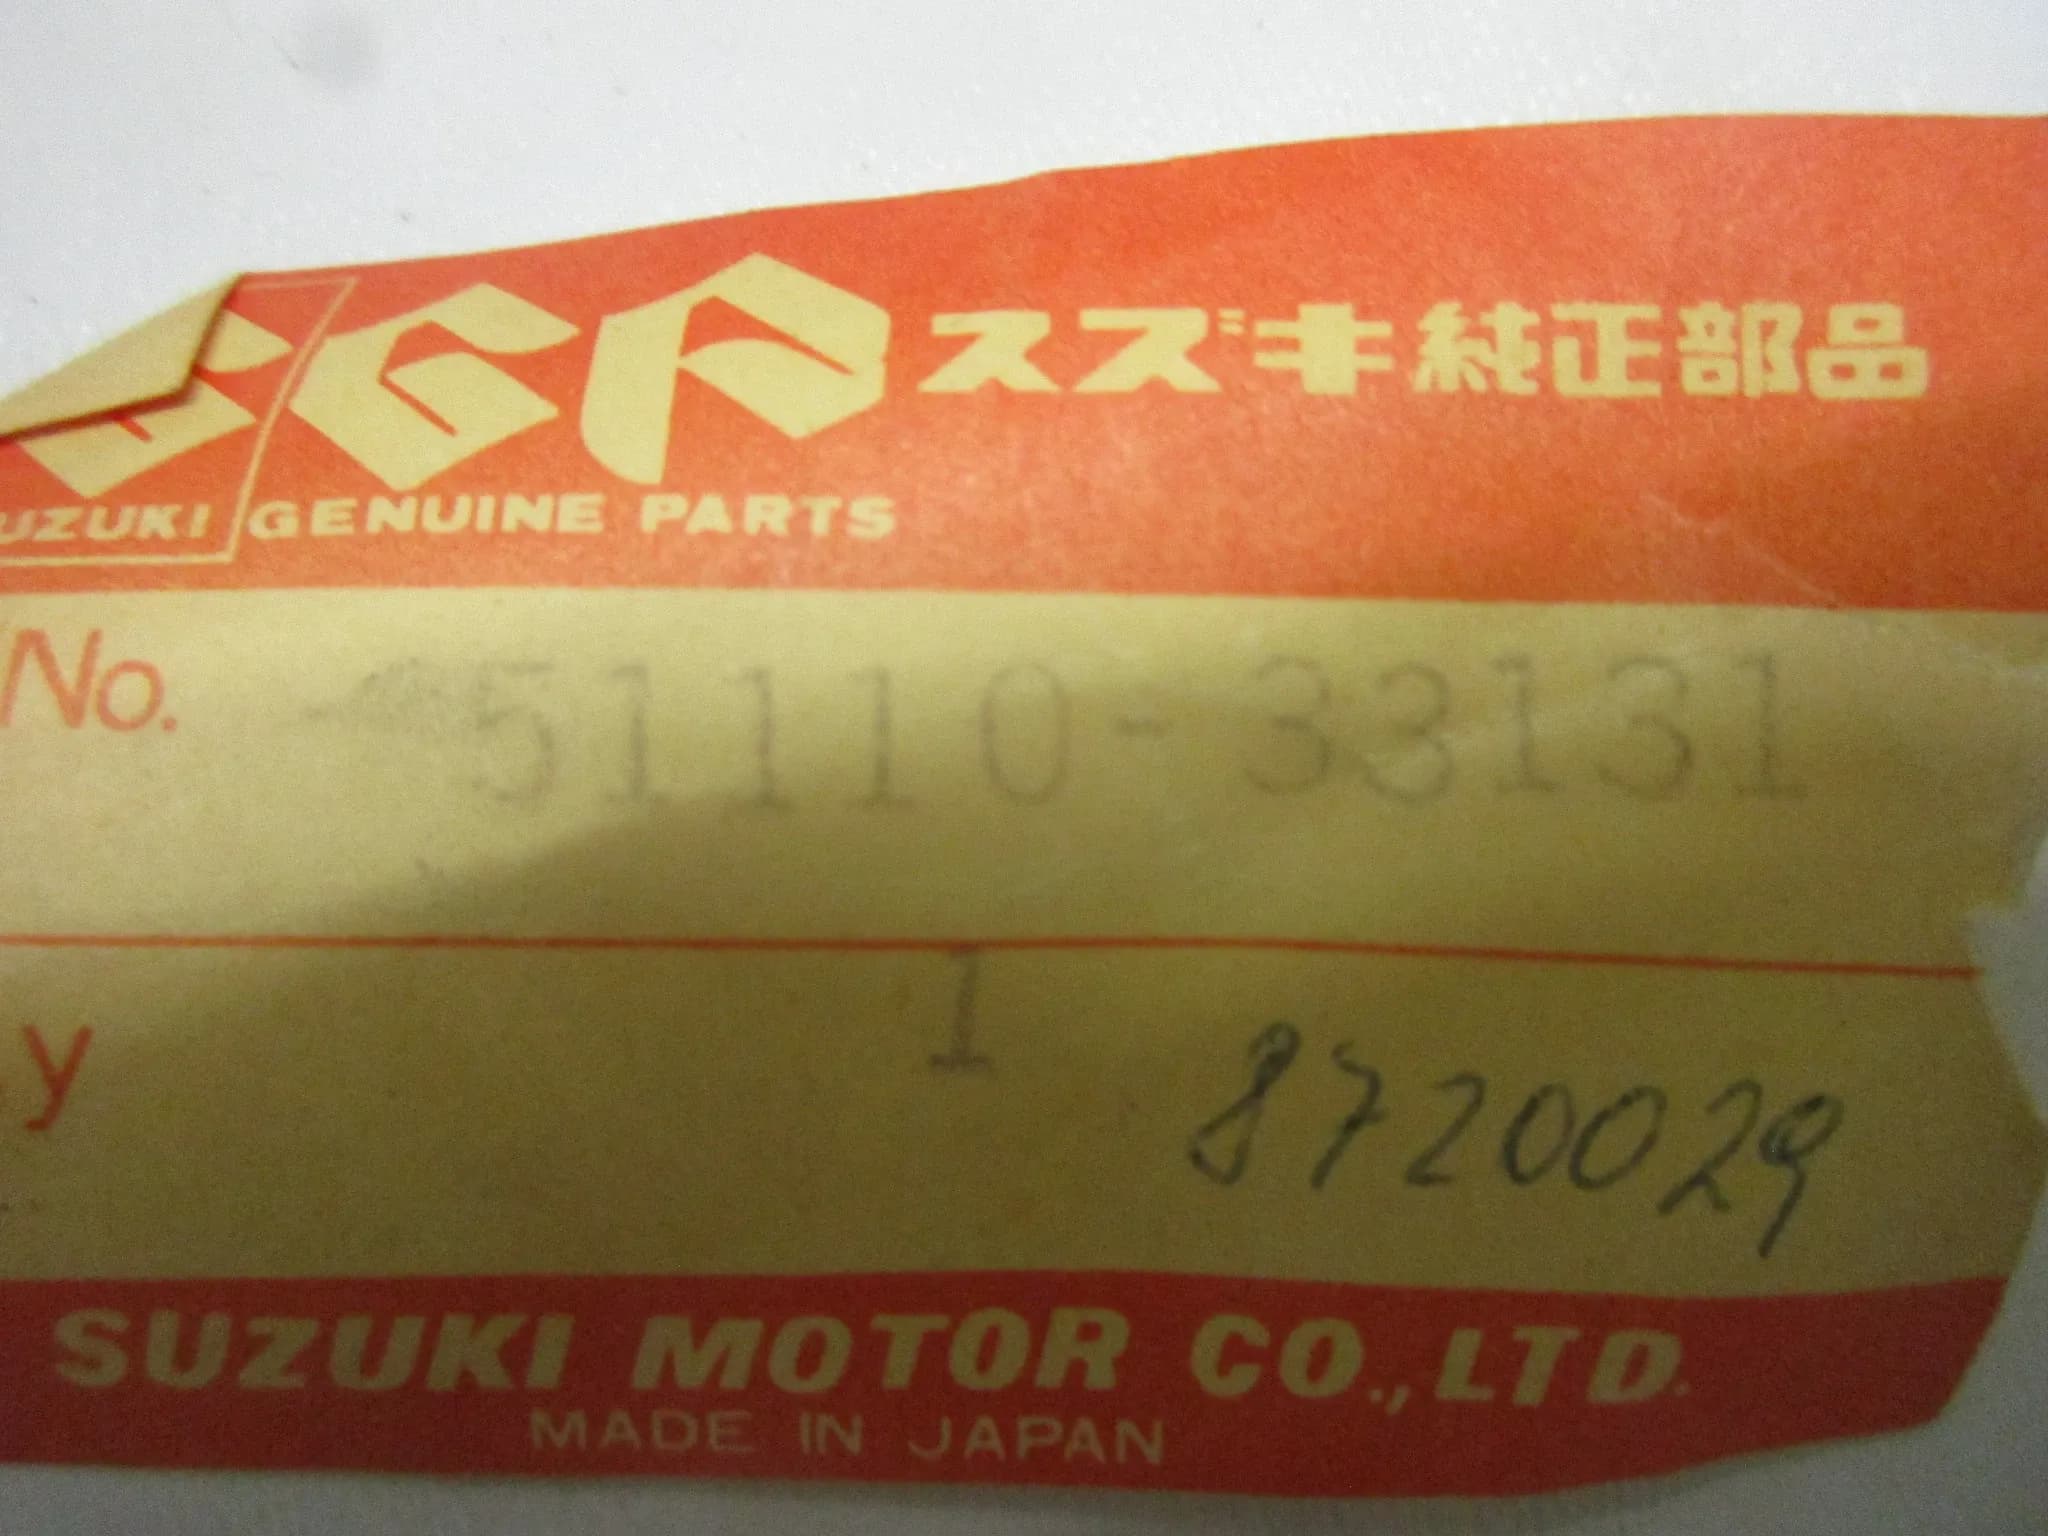 SGP スズキ純正部品
UZUKI GENUINE PARTS
No. 51110-33131
y 1
8720029
SUZUKI MOTOR CO., LTD.
MADE IN JAPAN